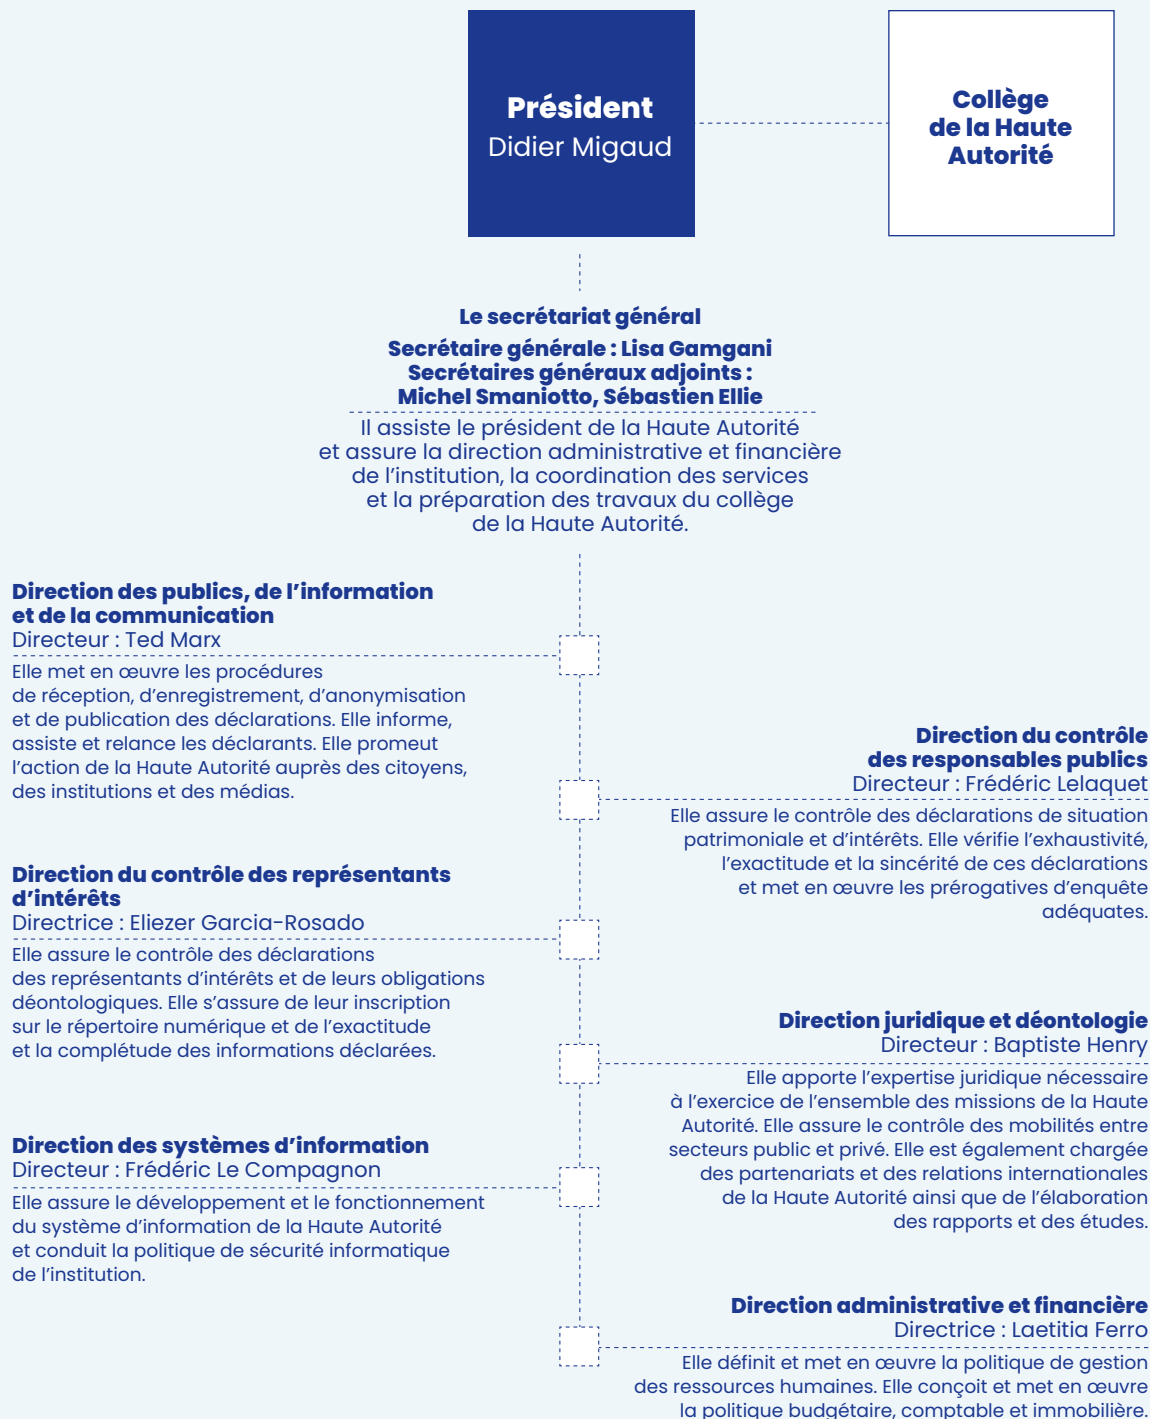 Président
Didier Migaud
Collège
de la Haute
Autorité
Le secrétariat général
Secrétaire générale : Lisa Gamgani
Secrétaires généraux adjoints :
Michel Smaniotto, Sébastien Ellie
Il assiste le président de la Haute Autorité
et assure la direction administrative et financière
de l’institution, la coordination des services
et la préparation des travaux du collège
de la Haute Autorité.
Direction des publics, de l’information
et de la communication
Directeur : Ted Marx
Elle met en œuvre les procédures
de réception, d’enregistrement, d’anonymisation
et de publication des déclarations. Elle informe,
assiste et relance les déclarants. Elle promeut
l’action de la Haute Autorité auprès des citoyens,
des institutions et des médias.
Direction du contrôle
des responsables publics
Directeur : Frédéric Lelaquet
Elle assure le contrôle des déclarations de situation
patrimoniale et d’intérêts. Elle vérifie l’exhaustivité,
l’exactitude et la sincérité de ces déclarations
et met en œuvre les prérogatives d’enquête
adéquates.
Direction du contrôle des représentants
d’intérêts
Directrice : Eliezer Garcia-Rosado
Elle assure le contrôle des déclarations
des représentants d’intérêts et de leurs obligations
déontologiques. Elle s’assure de leur inscription
sur le répertoire numérique et de l’exactitude
et la complétude des informations déclarées.
Direction juridique et déontologie
Directeur : Baptiste Henry
Elle apporte l’expertise juridique nécessaire
à l’exercice de l’ensemble des missions de la Haute
Autorité. Elle assure le contrôle des mobilités entre
secteurs public et privé. Elle est également chargée
des partenariats et des relations internationales
de la Haute Autorité ainsi que de l’élaboration
des rapports et des études.
Direction des systèmes d’information
Directeur : Frédéric Le Compagnon
Elle assure le développement et le fonctionnement
du système d’information de la Haute Autorité
et conduit la politique de sécurité informatique
de l’institution.
Direction administrative et financière
Directrice : Laetitia Ferro
Elle définit et met en œuvre la politique de gestion
des ressources humaines. Elle conçoit et met en œuvre
la politique budgétaire, comptable et immobilière.